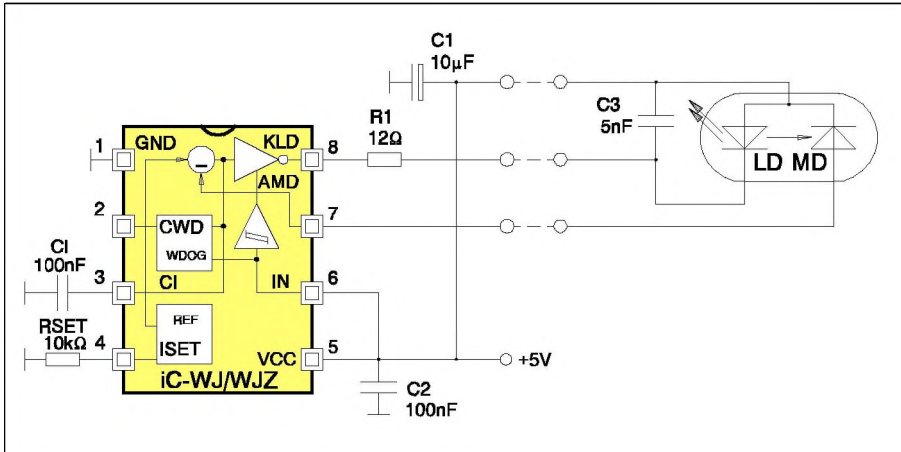 C1
10µF
R1
12Ω
C3
5nF
LD MD
1
GND
KLD
8
AMD
2
7
CWD
WDOG
CI
100nF
3
CI
IN
6
RSET
10kΩ
4
REF
ISET
VCC
5
+5V
iC-WJ/WJZ
C2
100nF